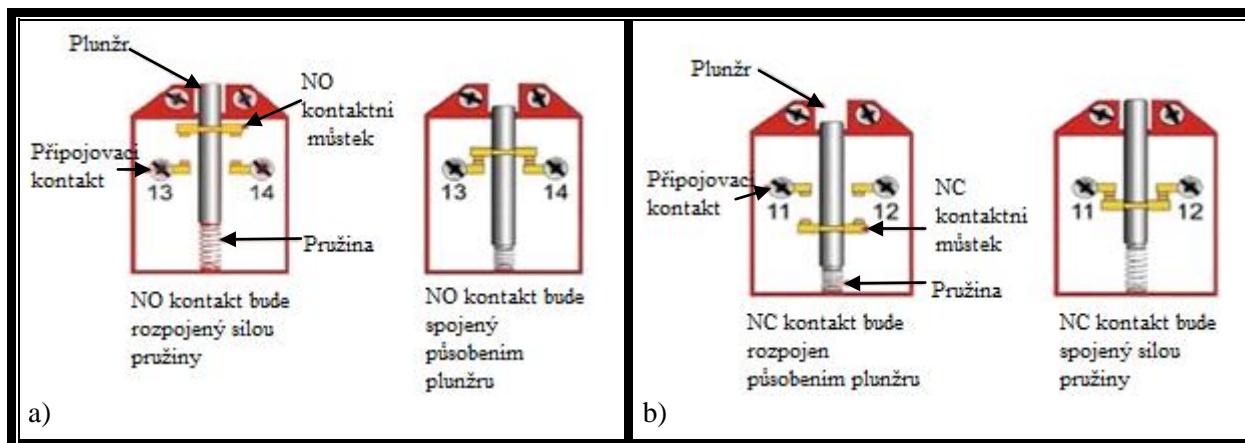 Plunžr
NO
kontaktní
můstek
Připojovací
kontakt
13
14
13
14
Pružina
NO kontakt bude
rozpojený silou
pružiny
NO kontakt bude
spojený
působením
plunžru
a)
Plunžr
Připojovací
kontakt
11
12
NC
kontaktní
můstek
11
12
Pružina
NC kontakt bude
rozpojen
působením plunžru
NC kontakt bude
spojený silou
pružiny
b)